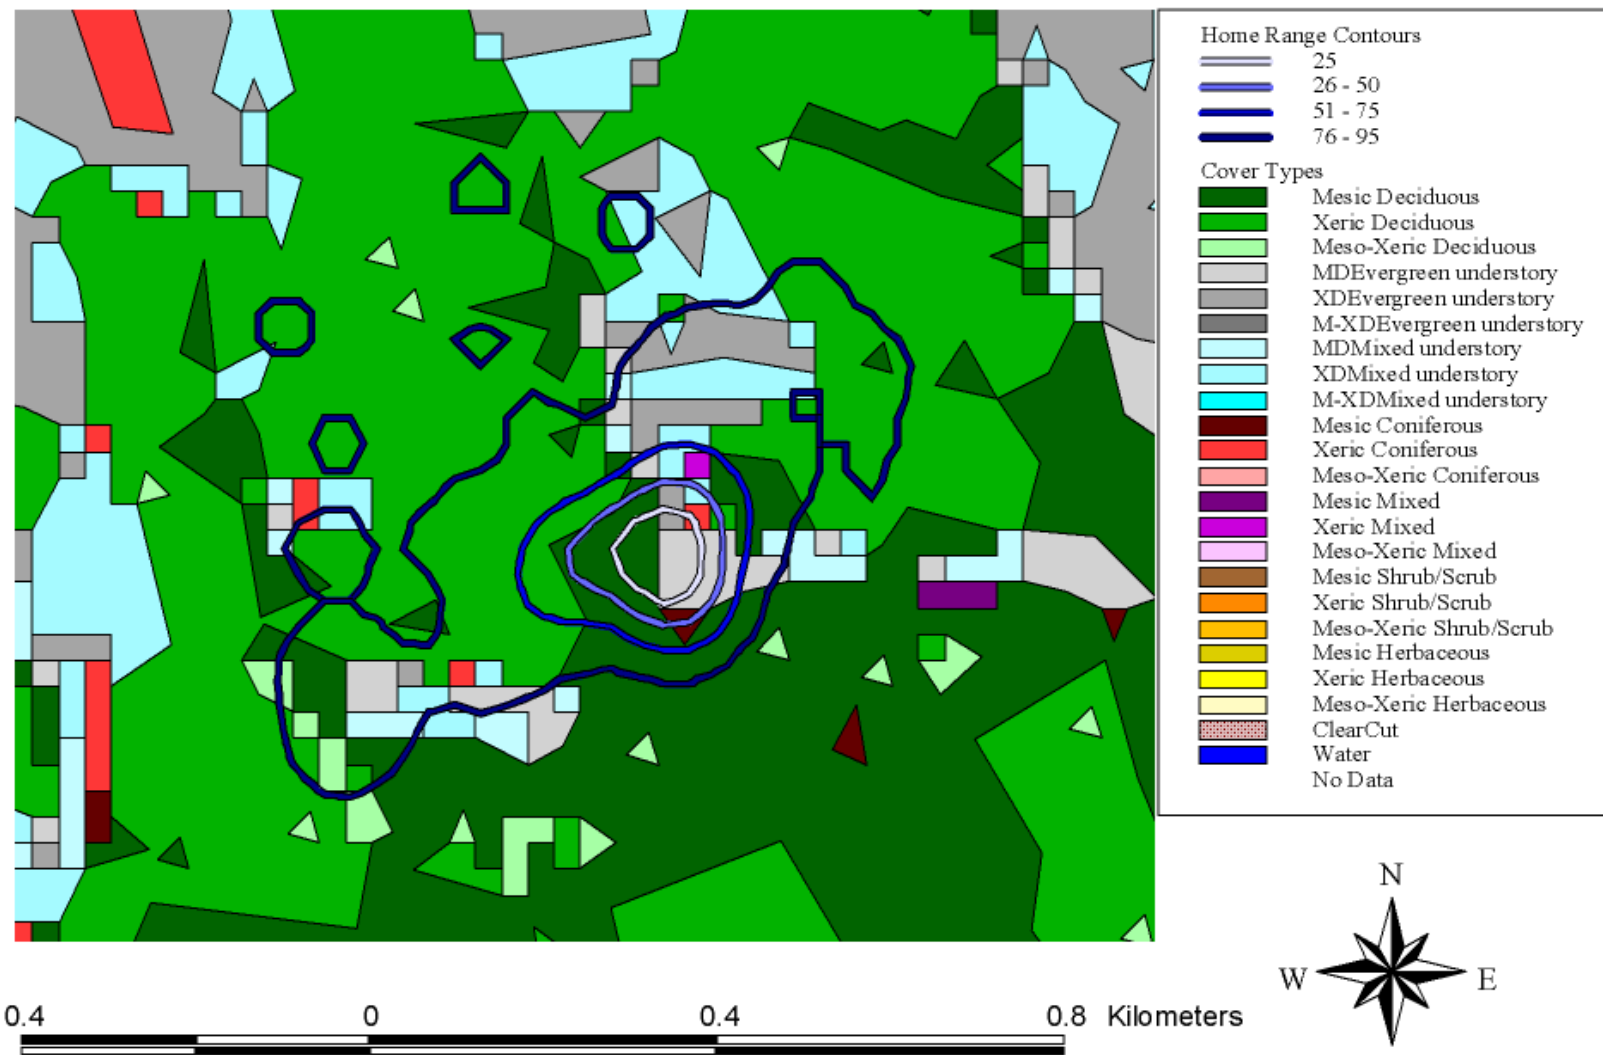 Home Range Contours
25
26 - 50
51 - 75
76 - 95
Cover Types
Mesic Deciduous
Xeric Deciduous
Meso-Xeric Deciduous
MDEvergreen understory
XDEvergreen understory
M-XDEvergreen understory
MDMixed understory
XDMixed understory
M-XDMixed understory
Mesic Coniferous
Xeric Coniferous
Meso-Xeric Coniferous
Mesic Mixed
Xeric Mixed
Meso-Xeric Mixed
Mesic Shrub/Scrub
Xeric Shrub/Scrub
Meso-Xeric Shrub/Scrub
Mesic Herbaceous
Xeric Herbaceous
Meso-Xeric Herbaceous
ClearCut
Water
No Data
N
W E
S
0.4 0 0.4 0.8 Kilometers